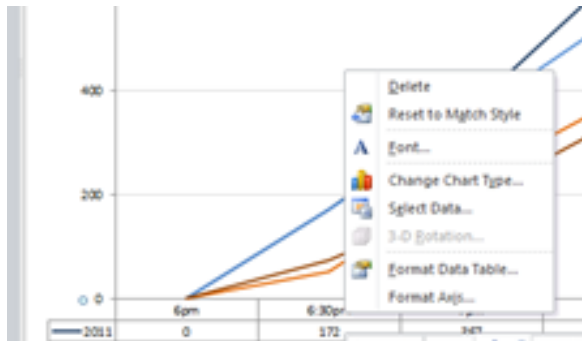 400
Delete
Reset to Match Style
Font...
Change Chart Type...
200
Select Data...
3-D Rotation...
Format Data Table...
0
Format Axis...
6pm 6:30pm
2011 0 172